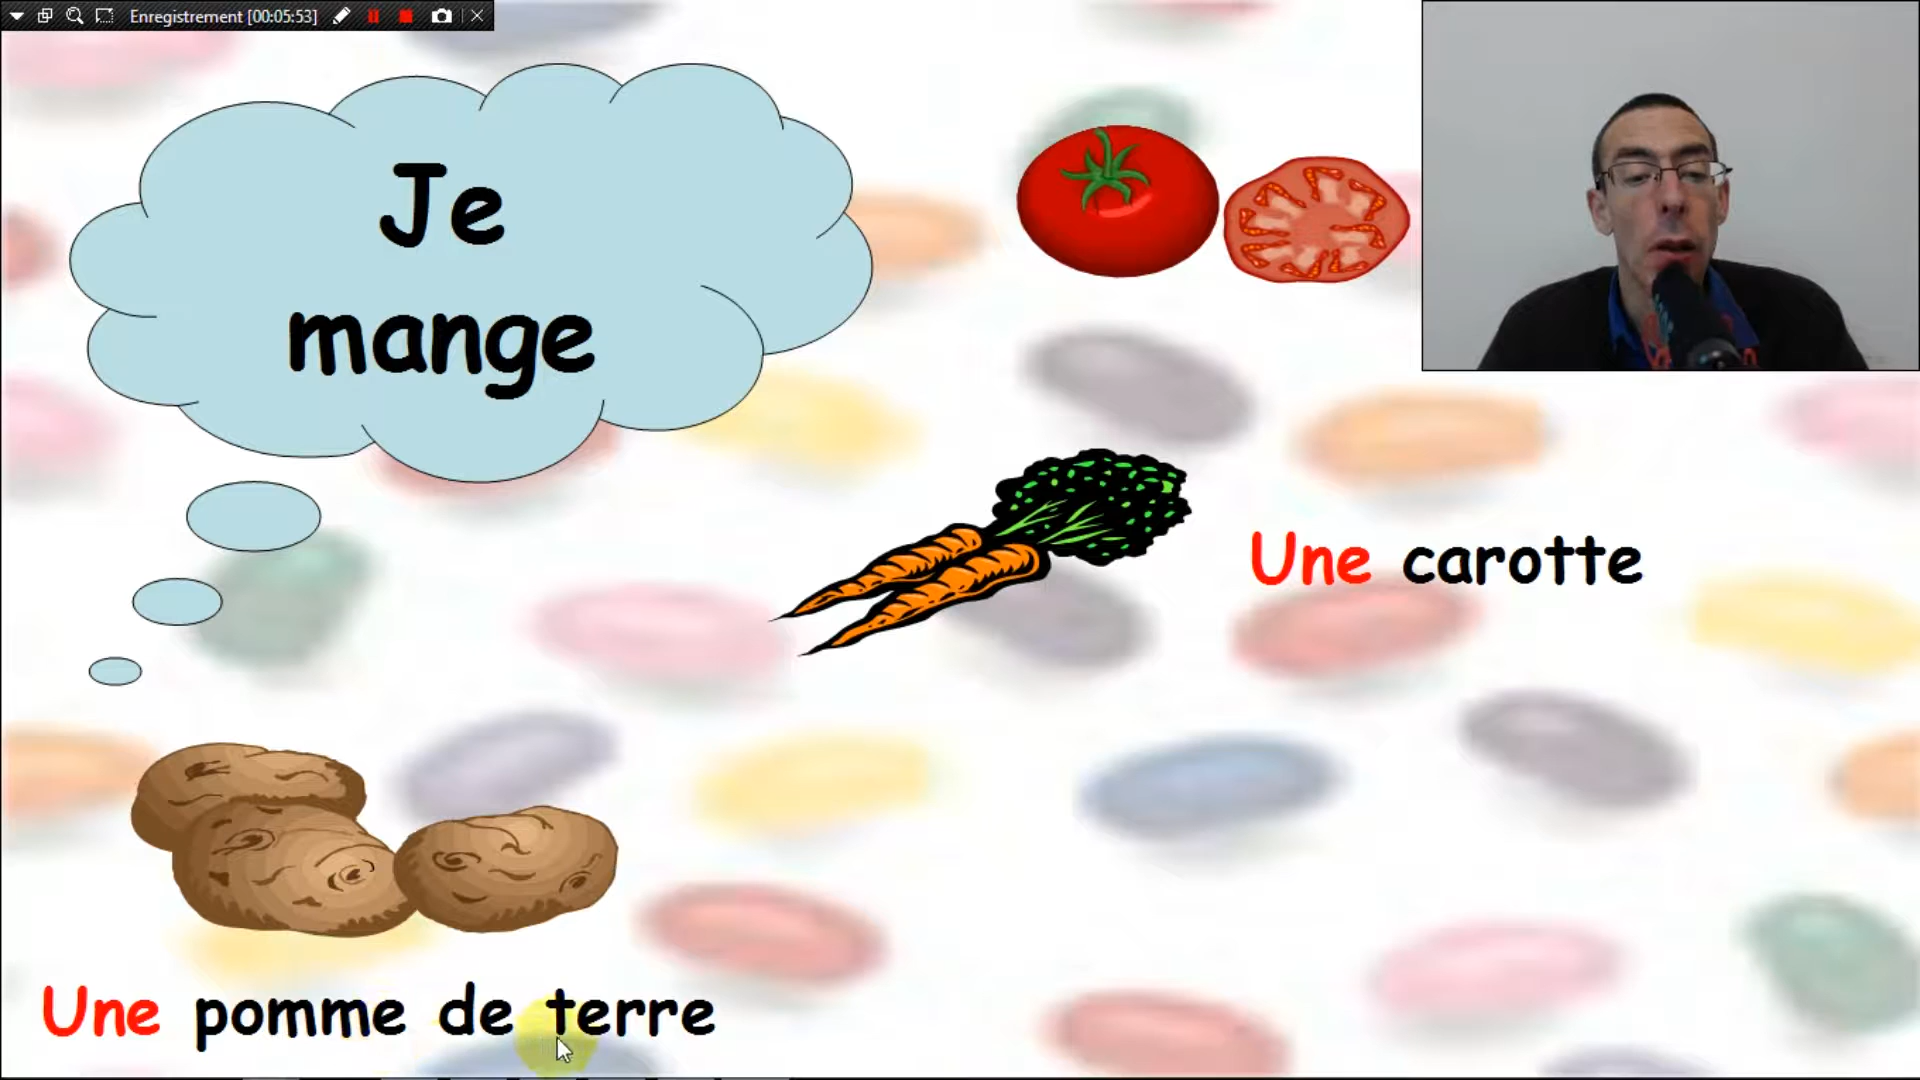 Enregistrement [00:05:53]
Je
mange
Une carotte
Une pomme de terre